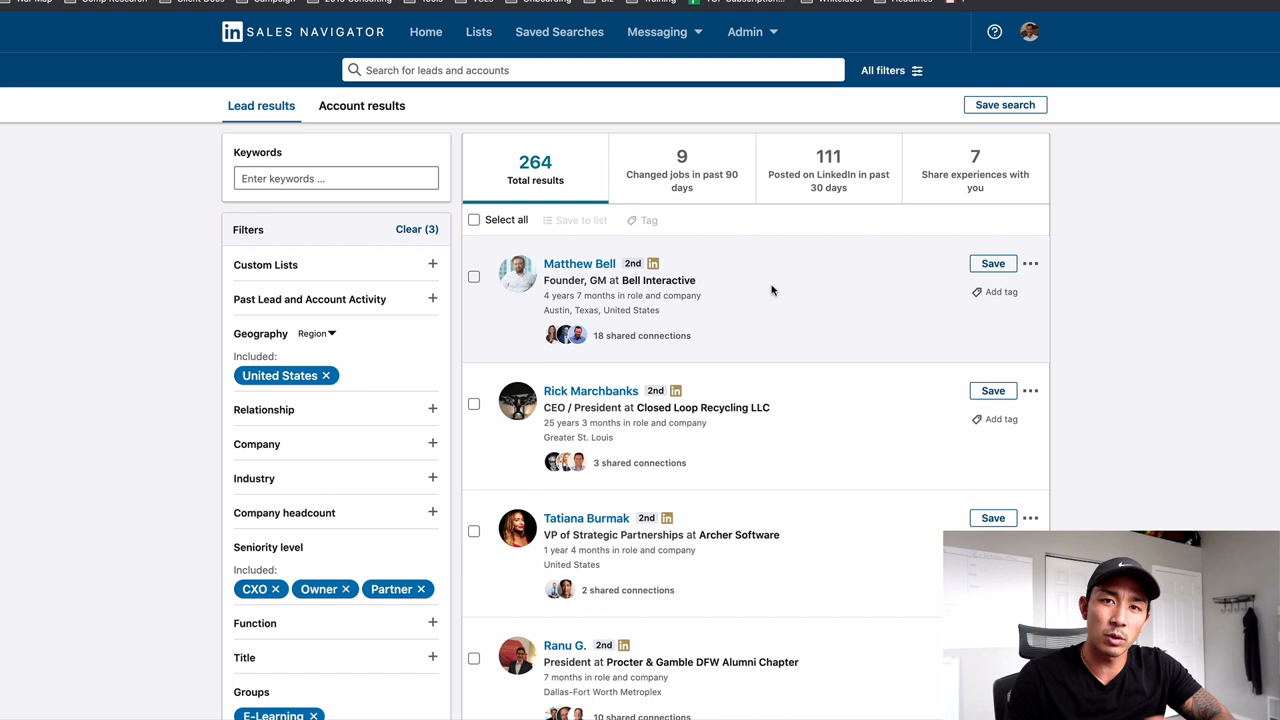 Tools
Training
in SALES NAVIGATOR
Home
Lists
Saved Searches
Messaging
Admin
Search for leads and accounts
All filters
Lead results
Account results
Save search
Keywords
Enter keywords ...
Filters
Clear (3)
Custom Lists
Past Lead and Account Activity
Geography Region
Included:
United States ×
Relationship
Company
Industry
Company headcount
Seniority level
Included:
CXO × Owner × Partner ×
Function
Title
Groups
E-Learning ×
264
Total results
9
Changed jobs in past 90
days
111
Posted on LinkedIn in past
30 days
7
Share experiences with
you
Select all
Save to list
Tag
Matthew Bell 2nd in
Founder, GM at Bell Interactive
4 years 7 months in role and company
Austin, Texas, United States
18 shared connections
Save
Add tag
Rick Marchbanks 2nd in
CEO / President at Closed Loop Recycling LLC
25 years 3 months in role and company
Greater St. Louis
3 shared connections
Save
Add tag
Tatiana Burmak 2nd in
VP of Strategic Partnerships at Archer Software
1 year 4 months in role and company
United States
2 shared connections
Save
Ranu G. 2nd in
President at Procter & Gamble DFW Alumni Chapter
7 months in role and company
Dallas-Fort Worth Metroplex
10 shared connections